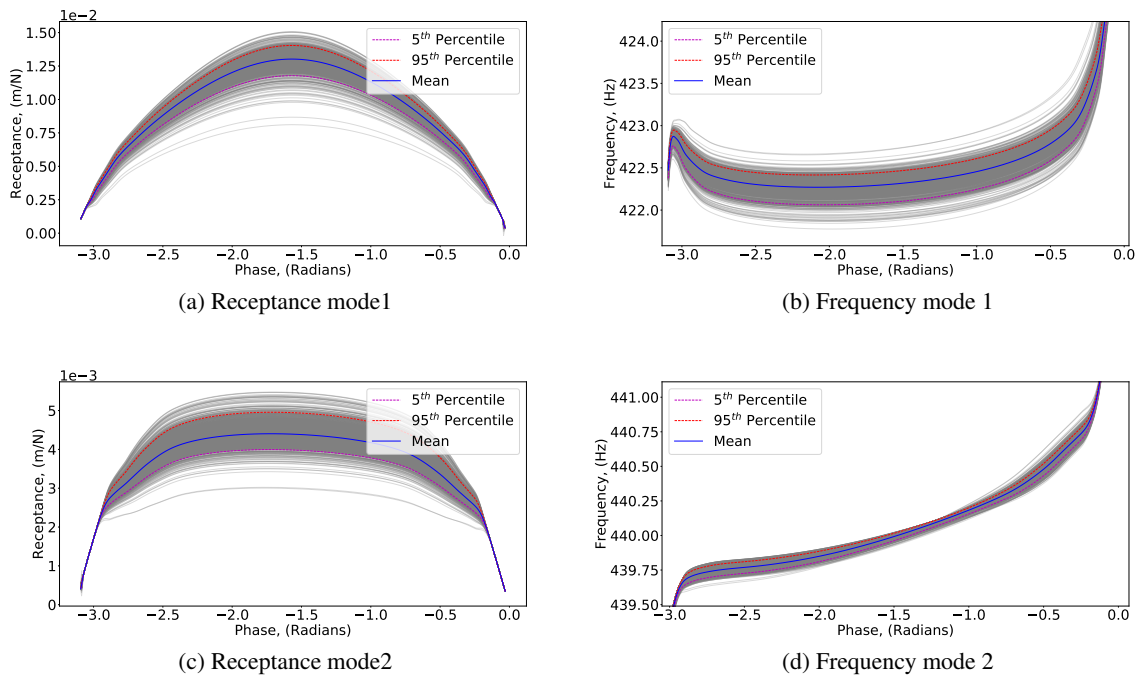 1e−2
Receptance, (m/N)
1.50
1.25
1.00
0.75
0.50
0.25
0.00
5th Percentile
95th Percentile
Mean
−3.0 −2.5 −2.0 −1.5 −1.0 −0.5 0.0
Phase, (Radians)
(a) Receptance mode1
Frequency, (Hz)
424.0
423.5
423.0
422.5
422.0
5th Percentile
95th Percentile
Mean
−3.0 −2.5 −2.0 −1.5 −1.0 −0.5 0.0
Phase, (Radians)
(b) Frequency mode 1
1e−3
Receptance, (m/N)
5
4
3
2
1
0
5th Percentile
95th Percentile
Mean
−3.0 −2.5 −2.0 −1.5 −1.0 −0.5 0.0
Phase, (Radians)
(c) Receptance mode2
Frequency, (Hz)
441.00
440.75
440.50
440.25
440.00
439.75
439.50
5th Percentile
95th Percentile
Mean
−3.0 −2.5 −2.0 −1.5 −1.0 −0.5 0.0
Phase, (Radians)
(d) Frequency mode 2